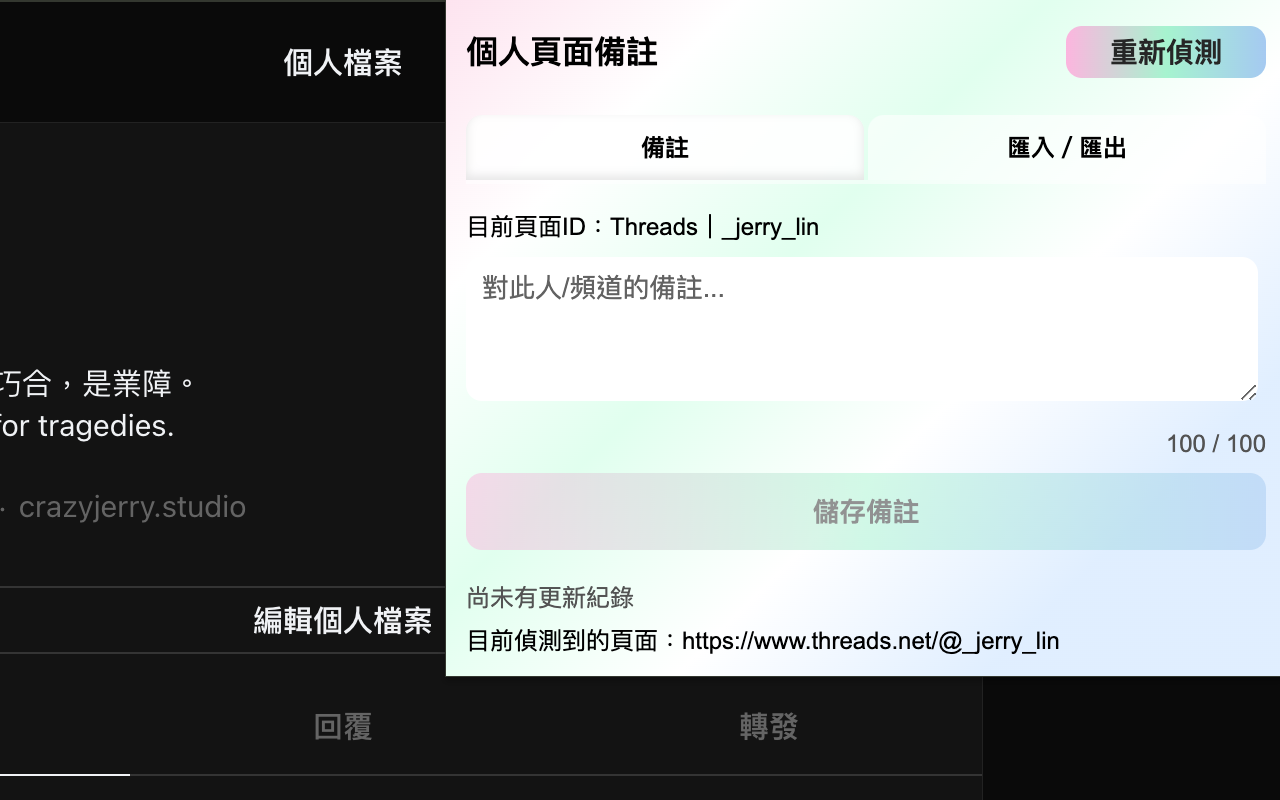 個人檔案
巧合，是業障。
for tragedies.
· crazyjerry.studio
編輯個人檔案
回覆
轉發
個人頁面備註
重新偵測
備註
匯入 / 匯出
目前頁面ID：Threads｜_jerry_lin
對此人/頻道的備註...
100 / 100
儲存備註
尚未有更新紀錄
目前偵測到的頁面：https://www.threads.net/@_jerry_lin